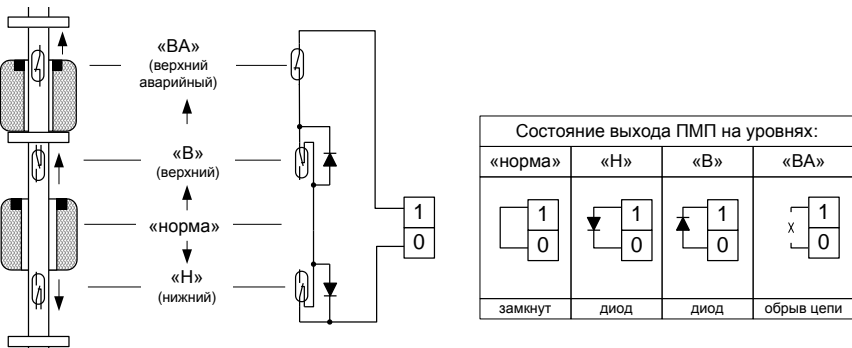 «ВА»
(верхний
аварийный)
«В»
(верхний)
«норма»
«Н»
(нижний)
1
0
Состояние выхода ПМП на уровнях:
«норма» «Н» «В» «ВА»
1 1 1 1
0 0 0 0
замкнут диод диод обрыв цепи